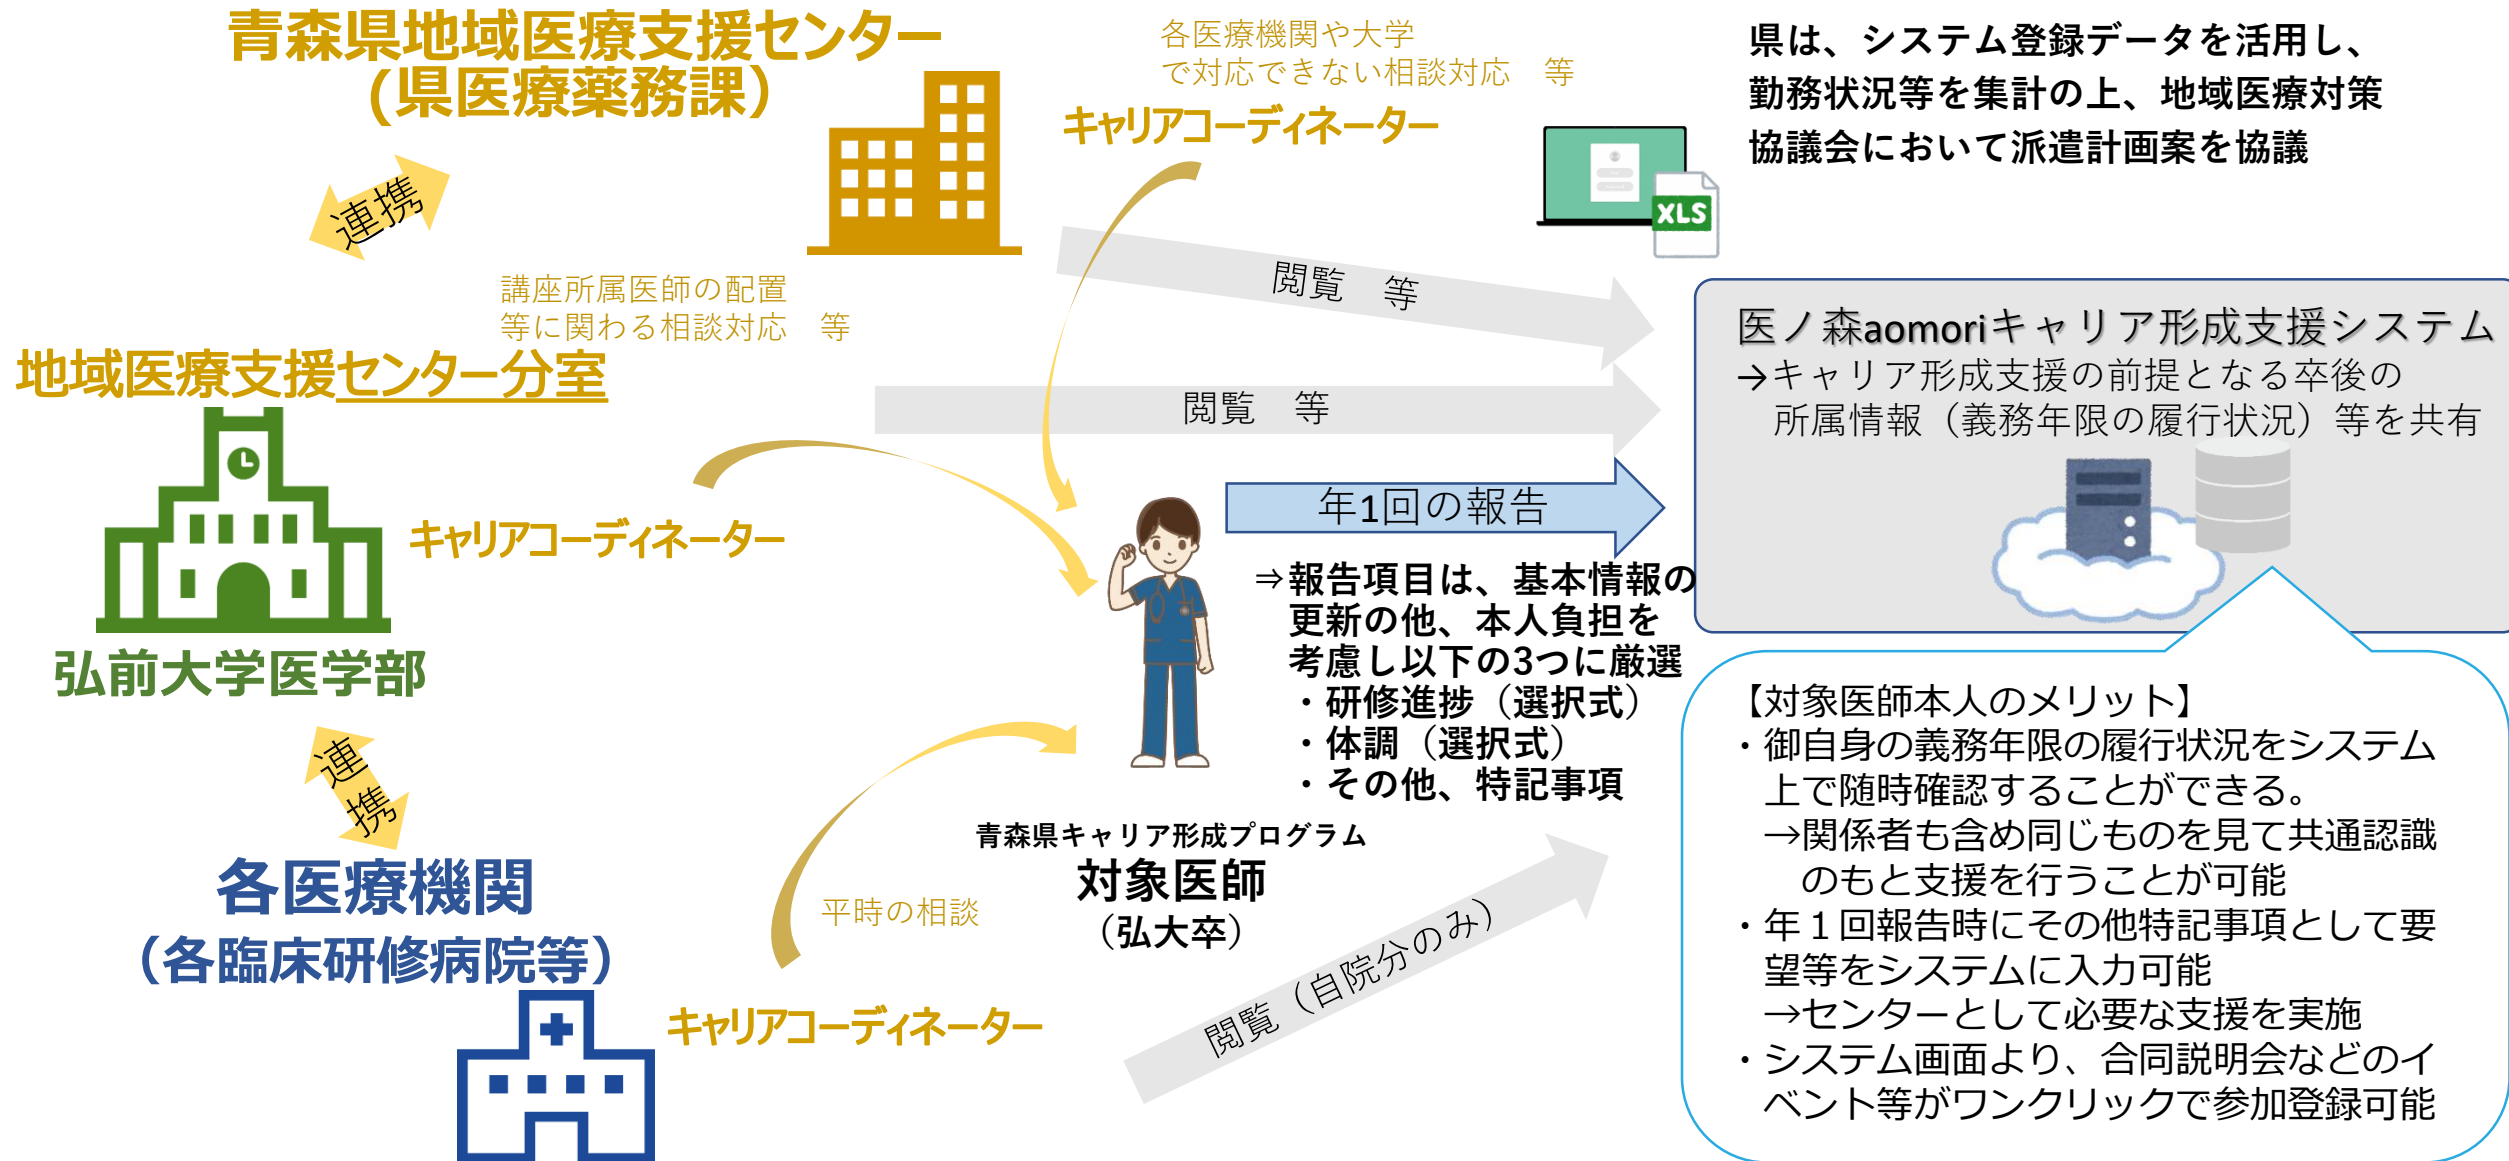 青森県地域医療支援センター
(県医療薬務課）
各医療機関や大学
で対応できない相談対応　等
キャリアコーディネーター
県は、システム登録データを活用し、
勤務状況等を集計の上、地域医療対策
協議会において派遣計画案を協議
XLS
連携
閲覧　等
講座所属医師の配置
等に関わる相談対応　等
地域医療支援センター分室
閲覧　等
医ノ森aomoriキャリア形成支援システム
→キャリア形成支援の前提となる卒後の
所属情報（義務年限の履行状況）等を共有
キャリアコーディネーター
弘前大学医学部
年1回の報告
⇒報告項目は、基本情報の
更新の他、本人負担を
考慮し以下の3つに厳選
・研修進捗（選択式）
・体調（選択式）
・その他、特記事項
連
携
各医療機関
（各臨床研修病院等）
平時の相談
キャリアコーディネーター
青森県キャリア形成プログラム
対象医師
（弘大卒）
閲覧（自院分のみ）
【対象医師本人のメリット】
・御自身の義務年限の履行状況をシステム
上で随時確認することができる。
→関係者も含め同じものを見て共通認識
のもと支援を行うことが可能
・年１回報告時にその他特記事項として要
望等をシステムに入力可能
→センターとして必要な支援を実施
・システム画面より、合同説明会などのイ
ベント等がワンクリックで参加登録可能